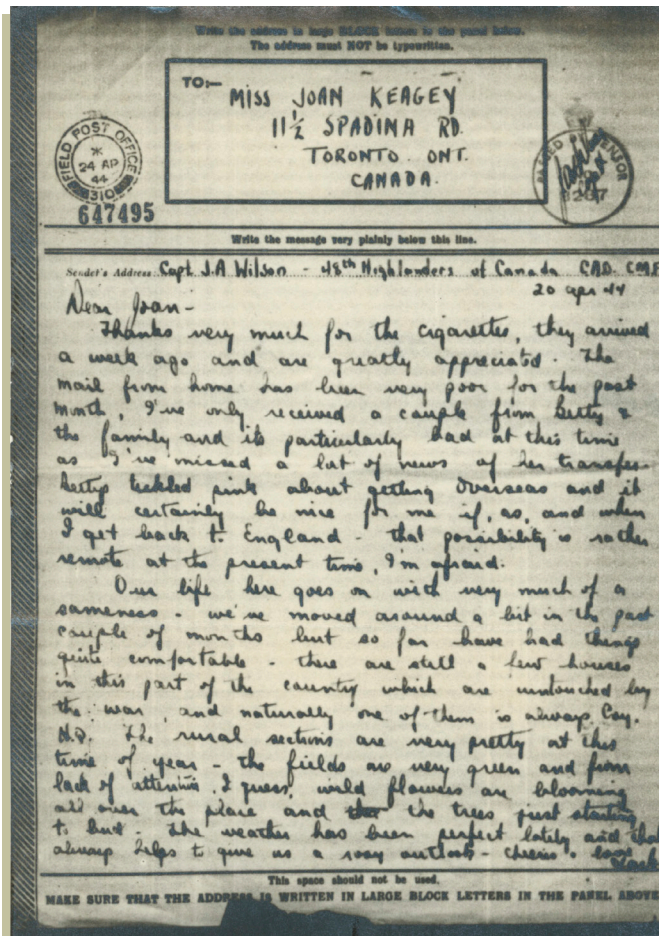 Write the address in large BLOCK letters in the panel below.
The address must NOT be typewritten.
TO:—
MISS JOAN KEAGEY
11½ SPADINA RD.
TORONTO. ONT.
CANADA.
FIELD POST OFFICE
24 AP
44
310
647495
PASSED CENSOR
Write the message very plainly below this line.
Sender's Address Capt J.A Wilson - 48th Highlanders of Canada CAO. CMF
20 Apr 44
Dear Joan -
Thanks very much for the cigarettes, they arrived
a week ago and are greatly appreciated. The
mail from home has been very poor for the past
month, I've only received a couple from Betty &
the family and its particularly bad at this time
as I've missed a lot of news of her transfer.
Betty's tickled pink about getting overseas and it
will certainly be nice for me if, as, and when
I get back to England - that possibility is rather
remote at the present time, I'm afraid.
Our life here goes on with very much of a
sameness - we've moved around a bit in the past
couple of months but so far have had things
quite comfortable - there are still a few houses
in this part of the country which are untouched by
the war, and naturally one of them is always Coy.
H.Q. The rural sections are very pretty at this
time of year - the fields are very green and from
lack of attention, I guess, wild flowers are blooming
all over the place and the trees just starting
to bud. The weather has been perfect lately and that
always helps to give us a rosy outlook - cheerio - love
This space should not be used.
MAKE SURE THAT THE ADDRESS IS WRITTEN IN LARGE BLOCK LETTERS IN THE PANEL ABOVE